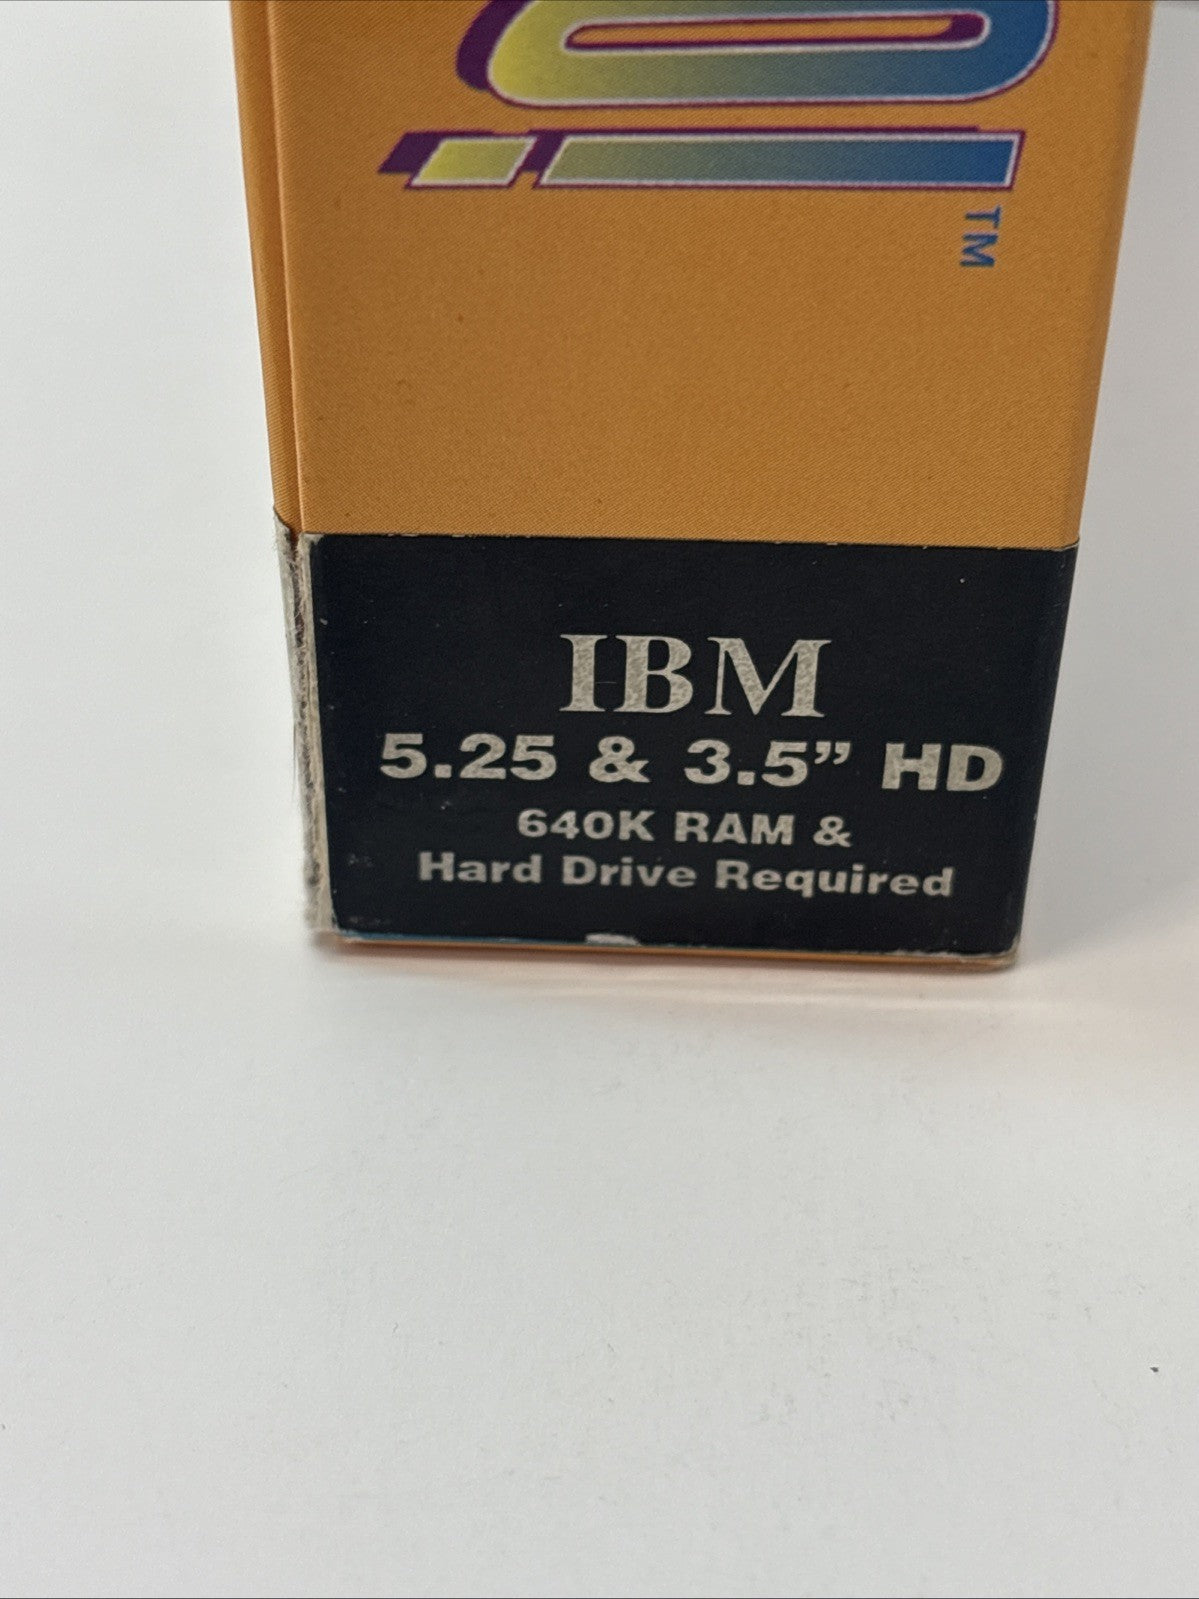 TM
IBM
5.25 & 3.5” HD
640K RAM &
Hard Drive Required